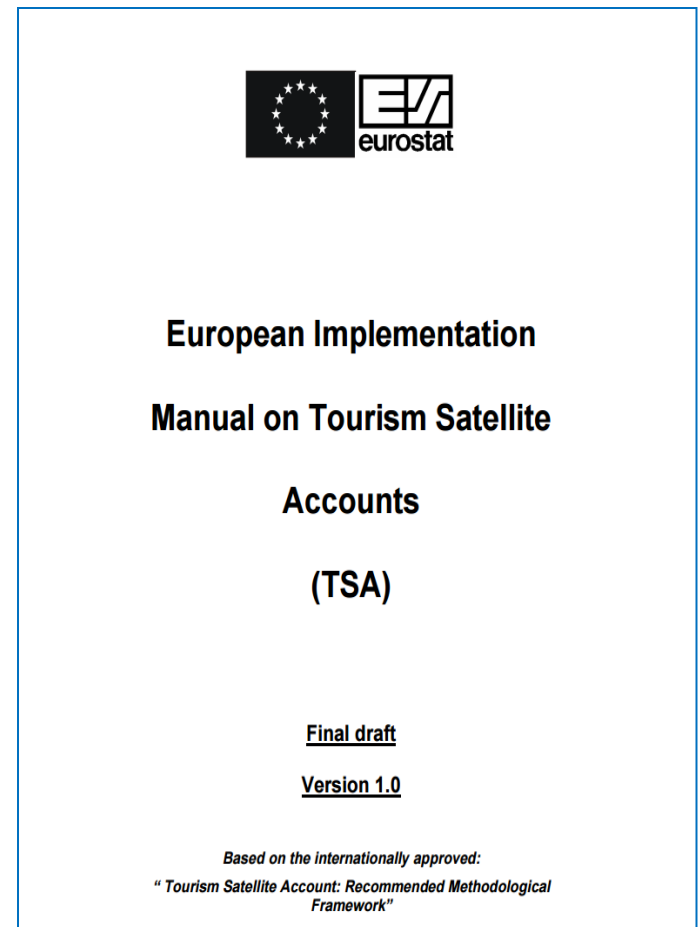 eurostat
European Implementation
Manual on Tourism Satellite
Accounts
(TSA)
Final draft
Version 1.0
Based on the internationally approved:
“ Tourism Satellite Account: Recommended Methodological
Framework”